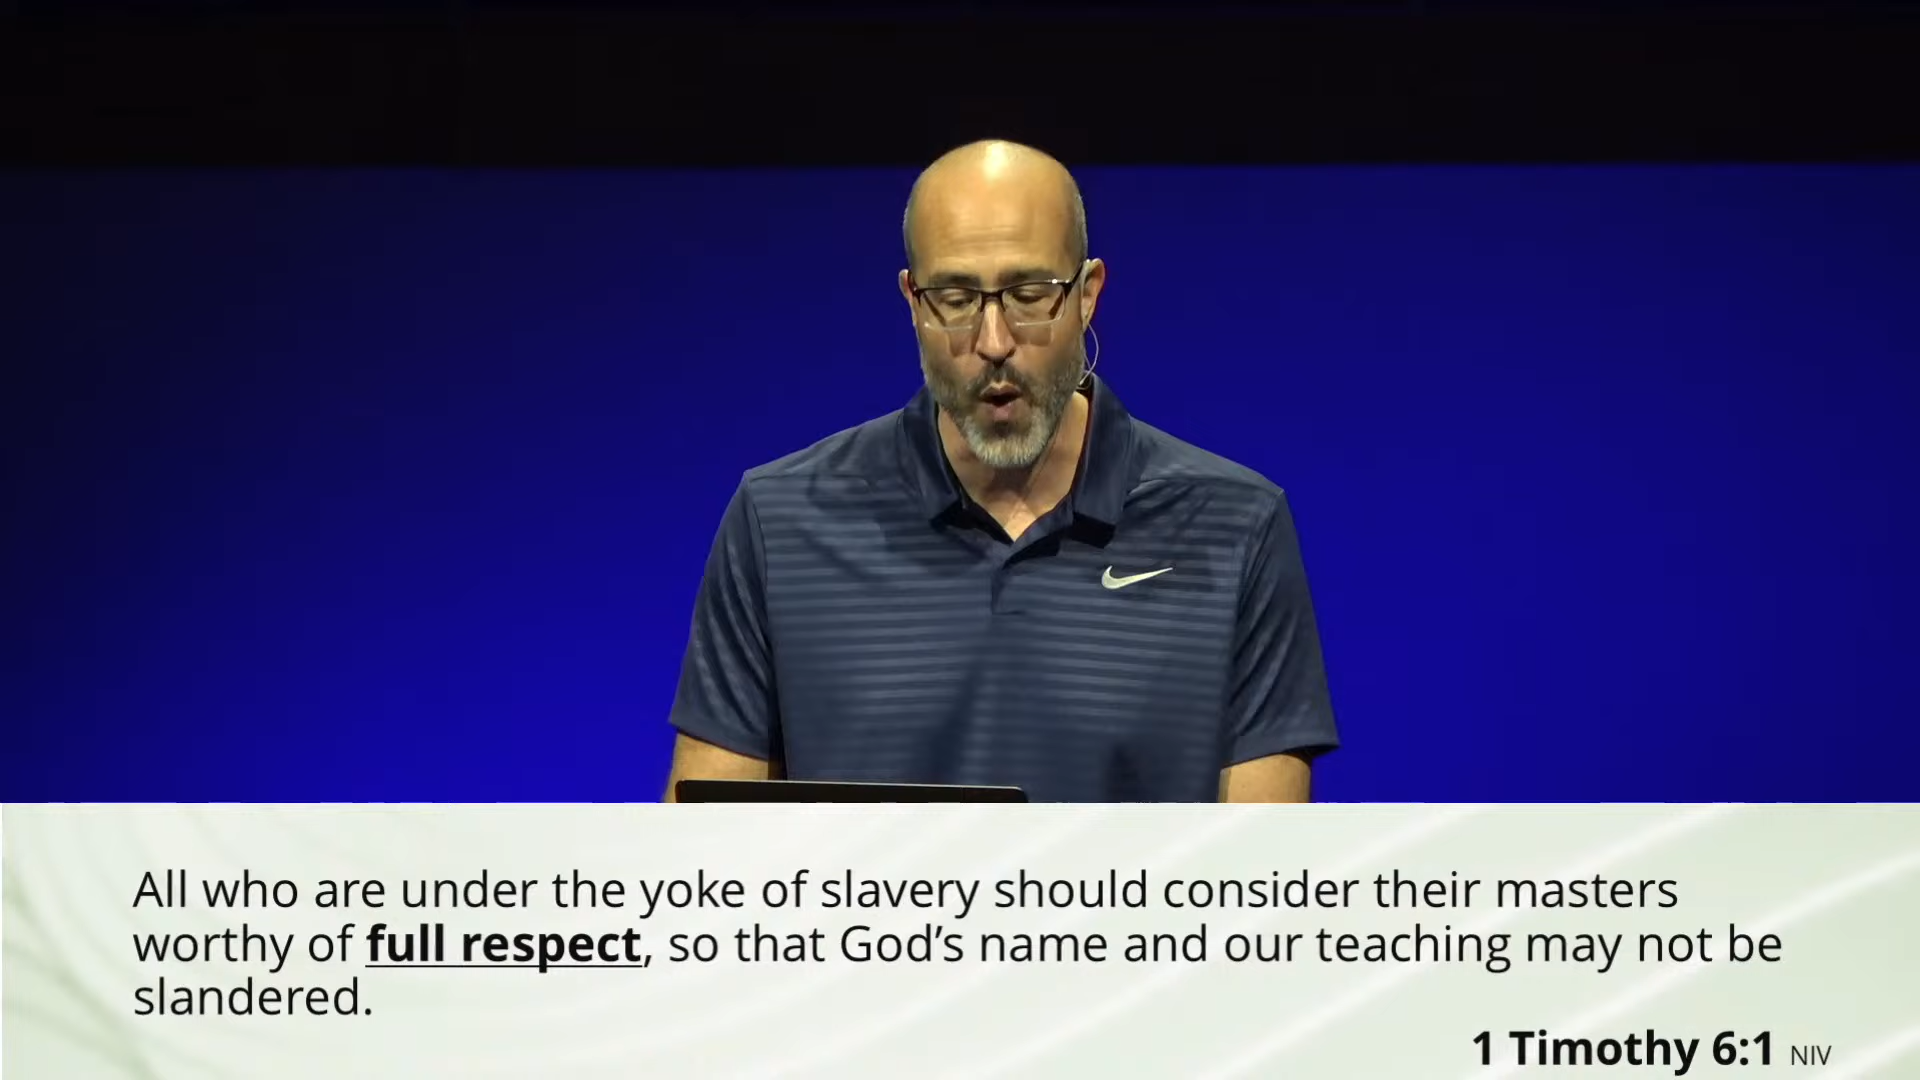 All who are under the yoke of slavery should consider their masters
worthy of full respect, so that God’s name and our teaching may not be
slandered.
1 Timothy 6:1 NIV